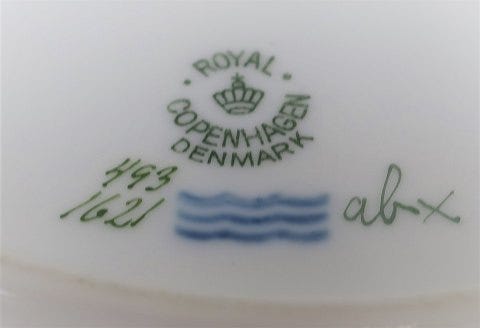 ROYAL
COPENHAGEN
DENMARK
493
1621
abx